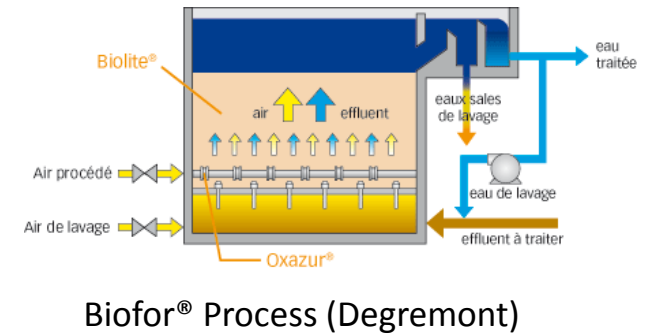 Biolite®
air
effluent
eau
traitée
eaux sales
de lavage
Air procédé
eau de lavage
Air de lavage
effluent à traiter
Oxazur®
Biofor® Process (Degremont)